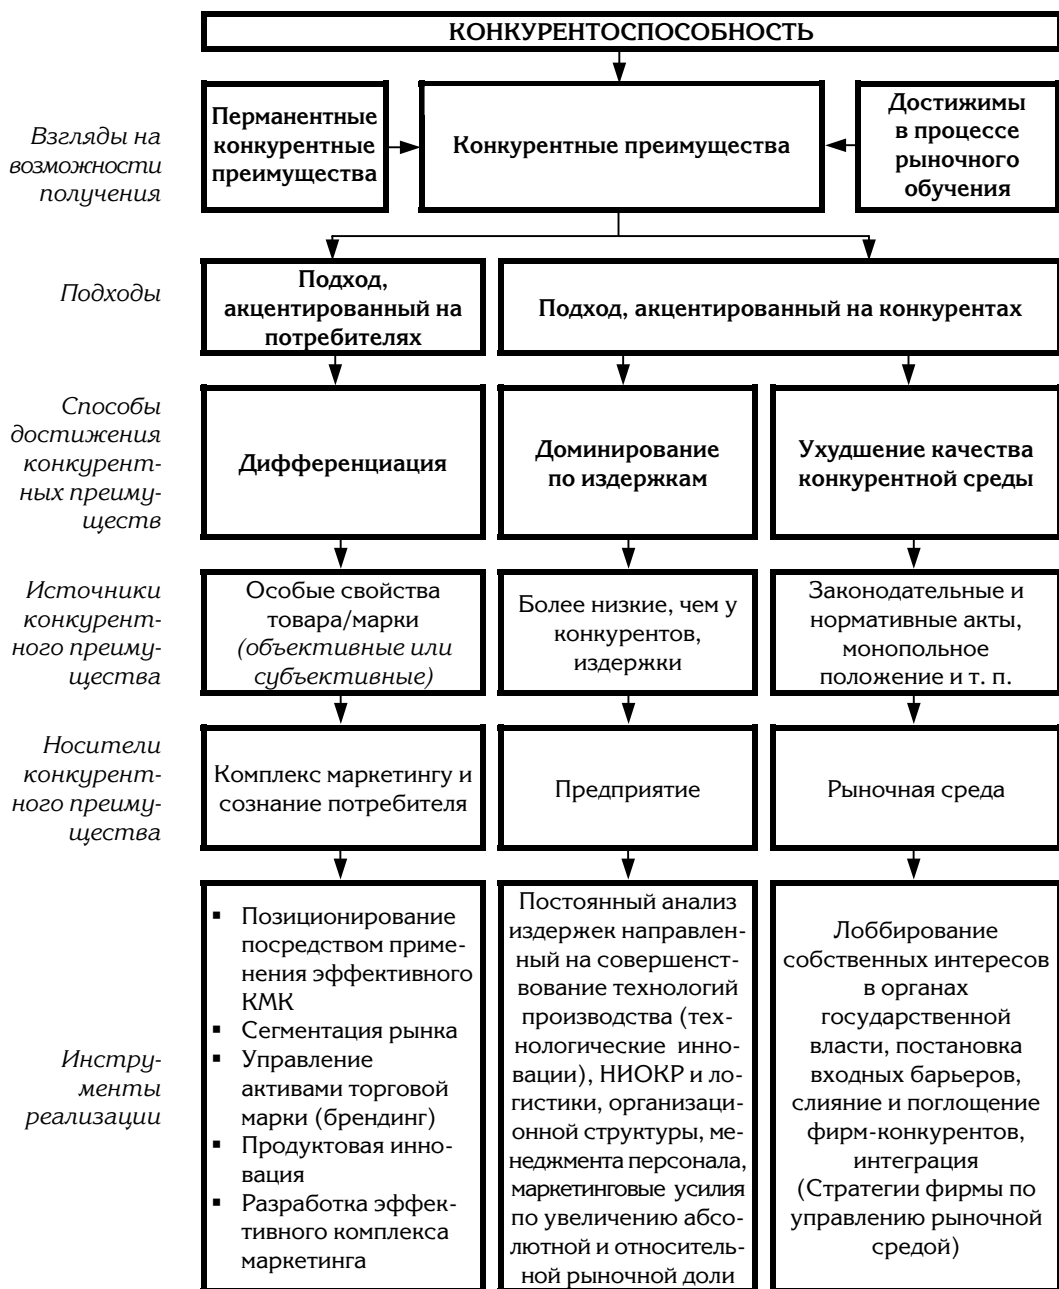 КОНКУРЕНТОСПОСОБНОСТЬ
Взгляды на
возможности
получения
Перманентные
конкурентные
преимущества
Конкурентные преимущества
Достижимы
в процессе
рыночного
обучения
Подходы
Подход,
акцентированный на
потребителях
Подход, акцентированный на конкурентах
Способы
достижения
конкурент-
ных преиму-
ществ
Дифференциация
Доминирование
по издержкам
Ухудшение качества
конкурентной среды
Источники
конкурент-
ного преиму-
щества
Особые свойства
товара/марки
(объективные или
субъективные)
Более низкие, чем у
конкурентов,
издержки
Законодательные и
нормативные акты,
монопольное
положение и т. п.
Носители
конкурент-
ного преиму-
щества
Комплекс маркетингу и
сознание потребителя
Предприятие
Рыночная среда
Инстру-
менты
реализации
▪ Позиционирование
посредством приме-
нения эффективного
КМК
▪ Сегментация рынка
▪ Управление
активами торговой
марки (брендинг)
▪ Продуктовая инно-
вация
▪ Разработка эффек-
тивного комплекса
маркетинга
Постоянный анализ
издержек направлен-
ный на совершенст-
вование технологий
производства (тех-
нологические инно-
вации), НИОКР и ло-
гистики, организаци-
онной структуры, ме-
неджмента персонала,
маркетинговые усилия
по увеличению абсо-
лютной и относитель-
ной рыночной доли
Лоббирование
собственных интересов
в органах
государственной
власти, постановка
входных барьеров,
слияние и поглощение
фирм-конкурентов,
интеграция
(Стратегии фирмы по
управлению рыночной
средой)